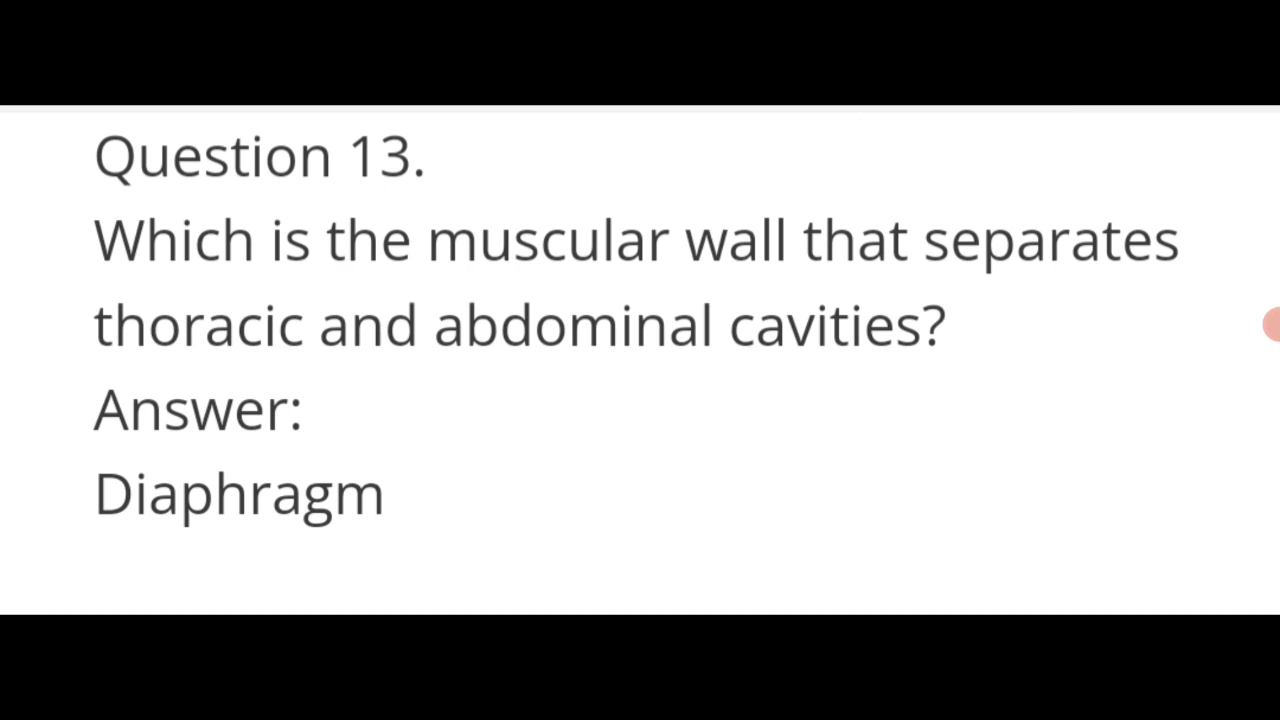 Question 13.
Which is the muscular wall that separates
thoracic and abdominal cavities?
Answer:
Diaphragm